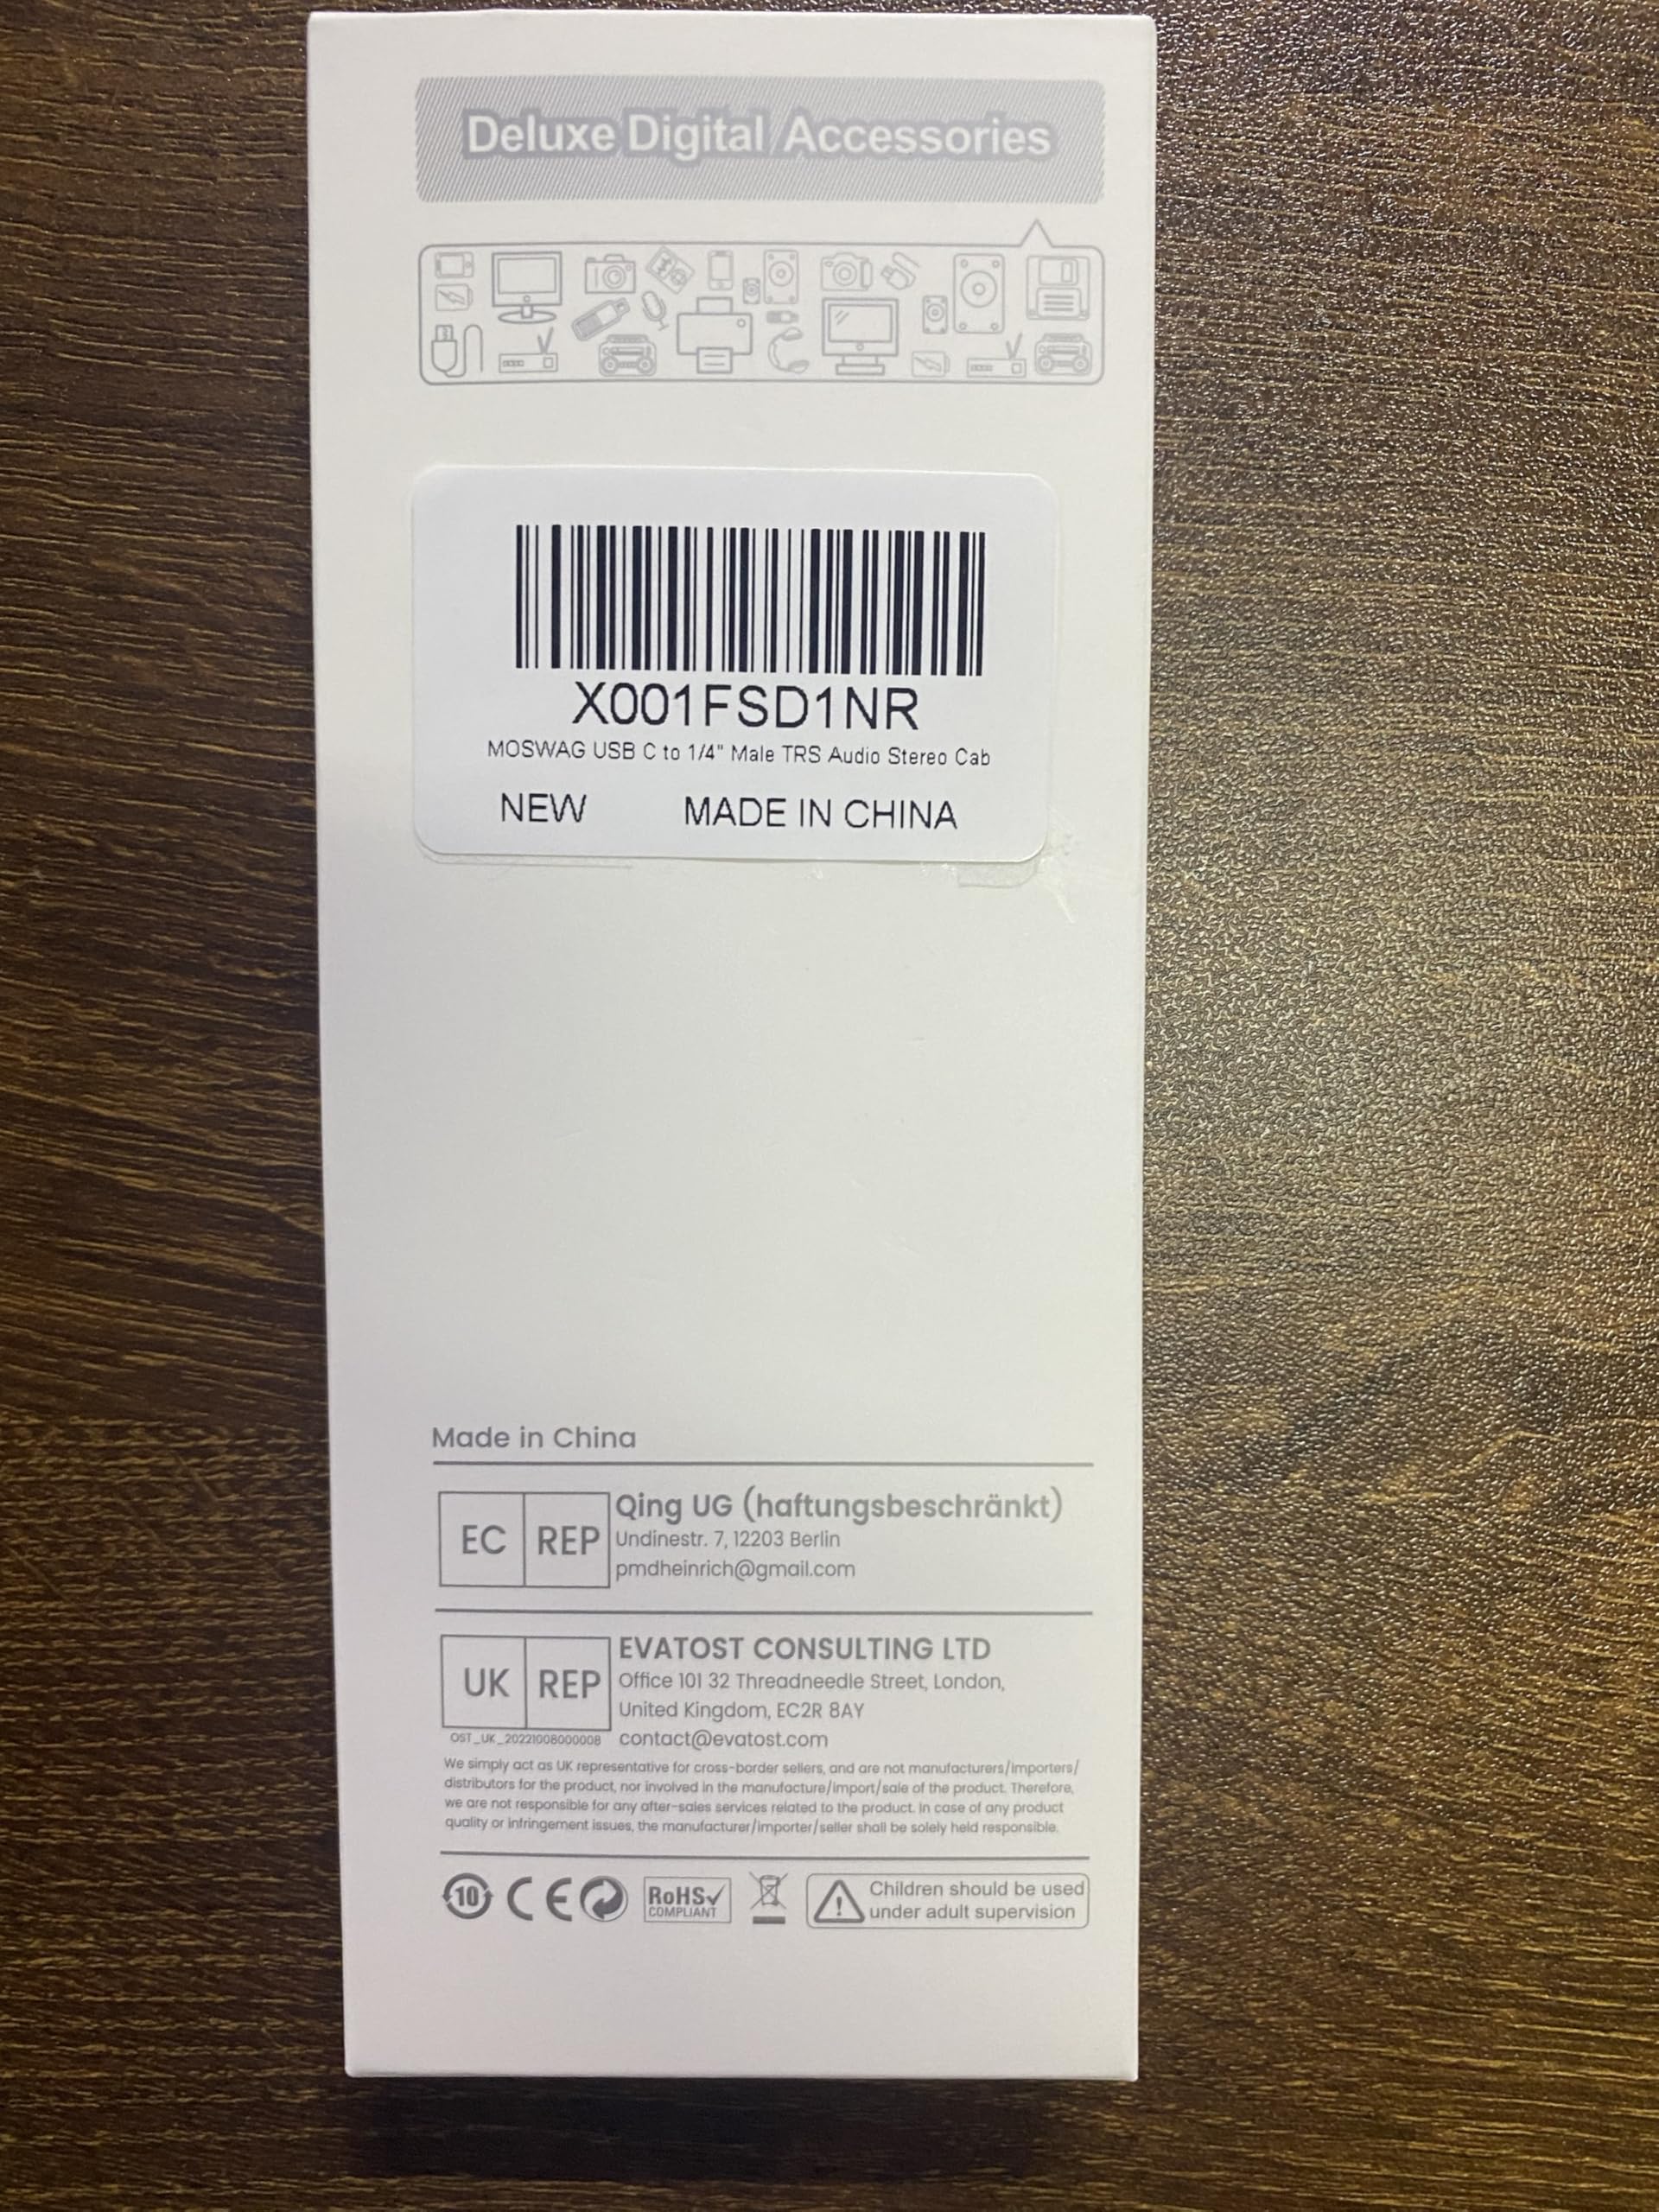 Deluxe Digital Accessories
X001FSD1NR
MOSWAG USB C to 1/4" Male TRS Audio Stereo Cab
NEW MADE IN CHINA
Made in China
EC REP
Qing UG (haftungsbeschränkt)
Undinestr. 7, 12203 Berlin
pmdheinrich@gmail.com
UK REP
OST_UK_20221008000008
EVATOST CONSULTING LTD
Office 101 32 Threadneedle Street, London,
United Kingdom, EC2R 8AY
contact@evatost.com
We simply act as UK representative for cross-border sellers, and are not manufacturers/importers/
distributors for the product, nor involved in the manufacture/import/sale of the product. Therefore,
we are not responsible for any after-sales services related to the product. In case of any product
quality or infringement issues, the manufacturer/importer/seller shall be solely held responsible.
10 CE RoHS
COMPLIANT
Children should be used
under adult supervision